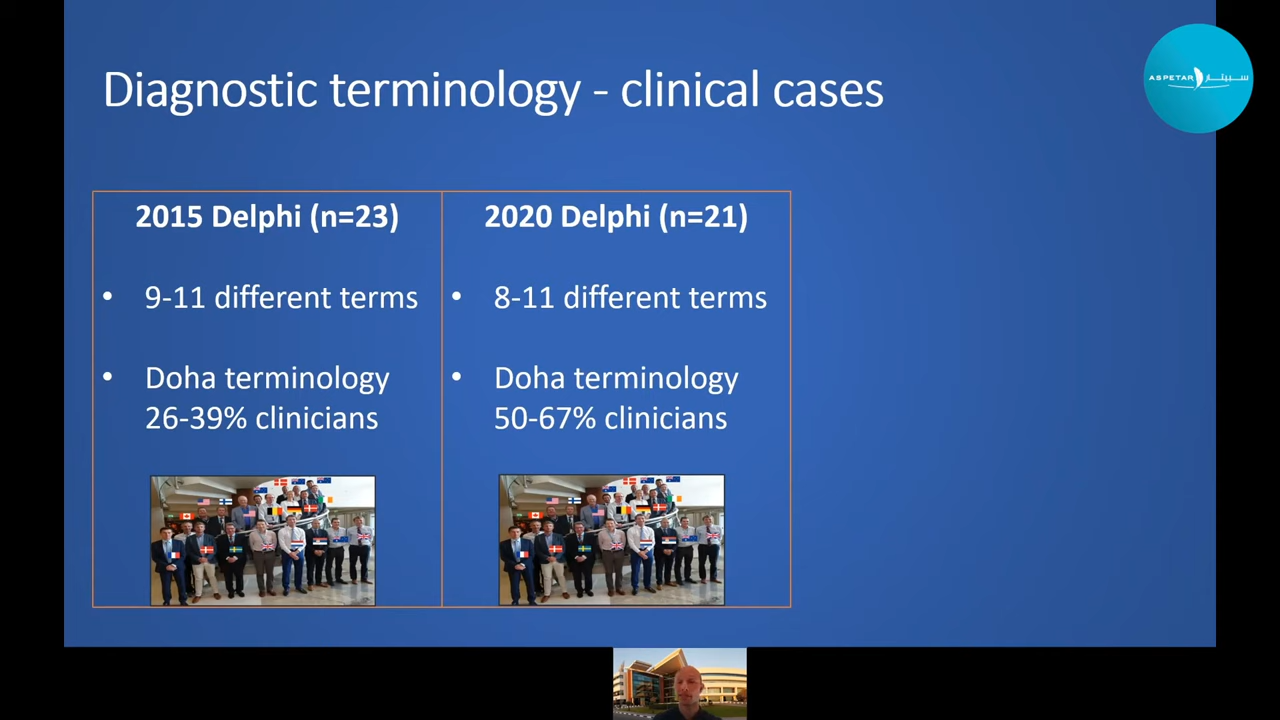 Diagnostic terminology - clinical cases
ASPETAR سبيتار
2015 Delphi (n=23)
• 9-11 different terms
• Doha terminology
26-39% clinicians
2020 Delphi (n=21)
• 8-11 different terms
• Doha terminology
50-67% clinicians